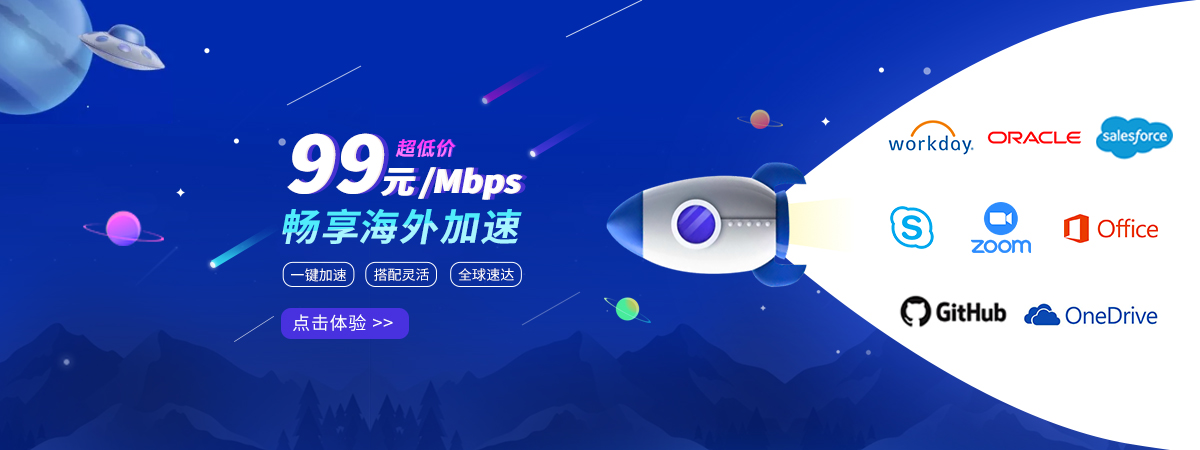 超低价
99元/Mbps
畅享海外加速
一键加速 搭配灵活 全球速达
点击体验 >>
workday. ORACLE salesforce
S zoom Office
GitHub OneDrive